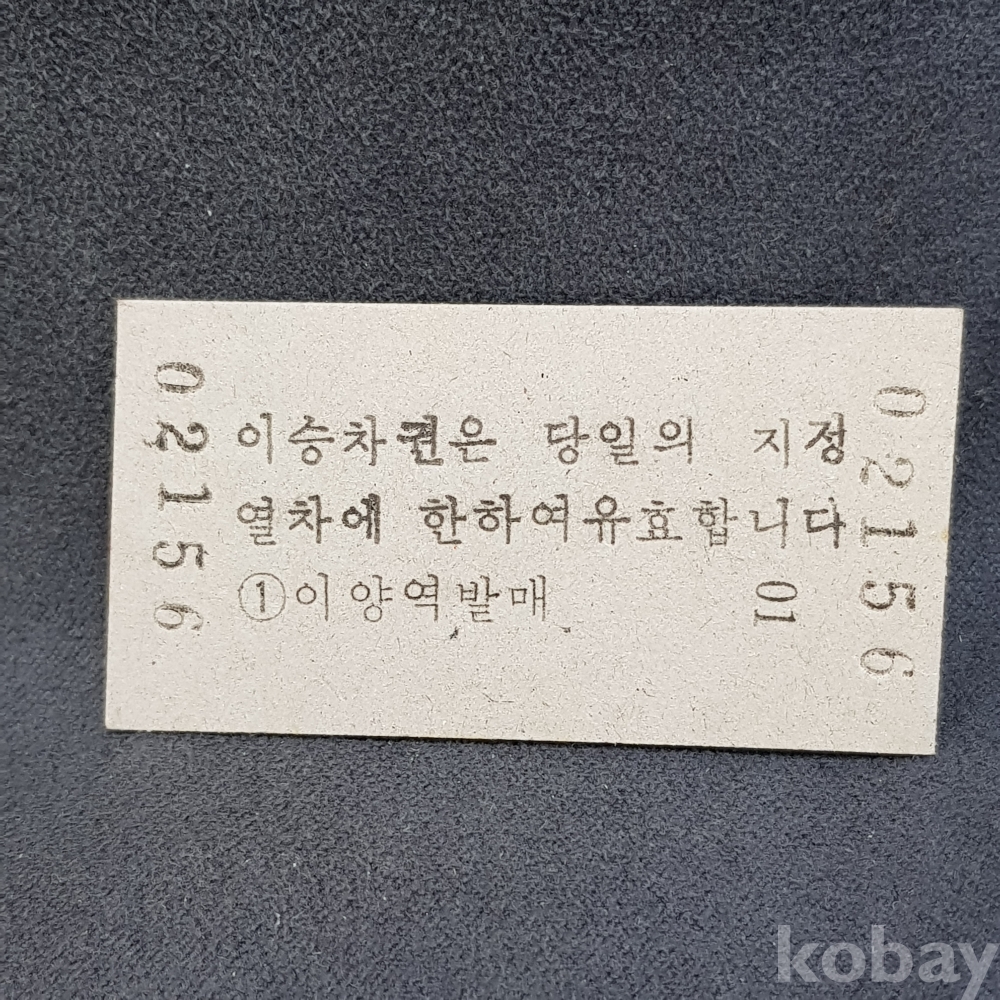 02156
이승차권은 당일의 지정
열차에 한하여유효합니다
①이양역발매 01
02156
kobay